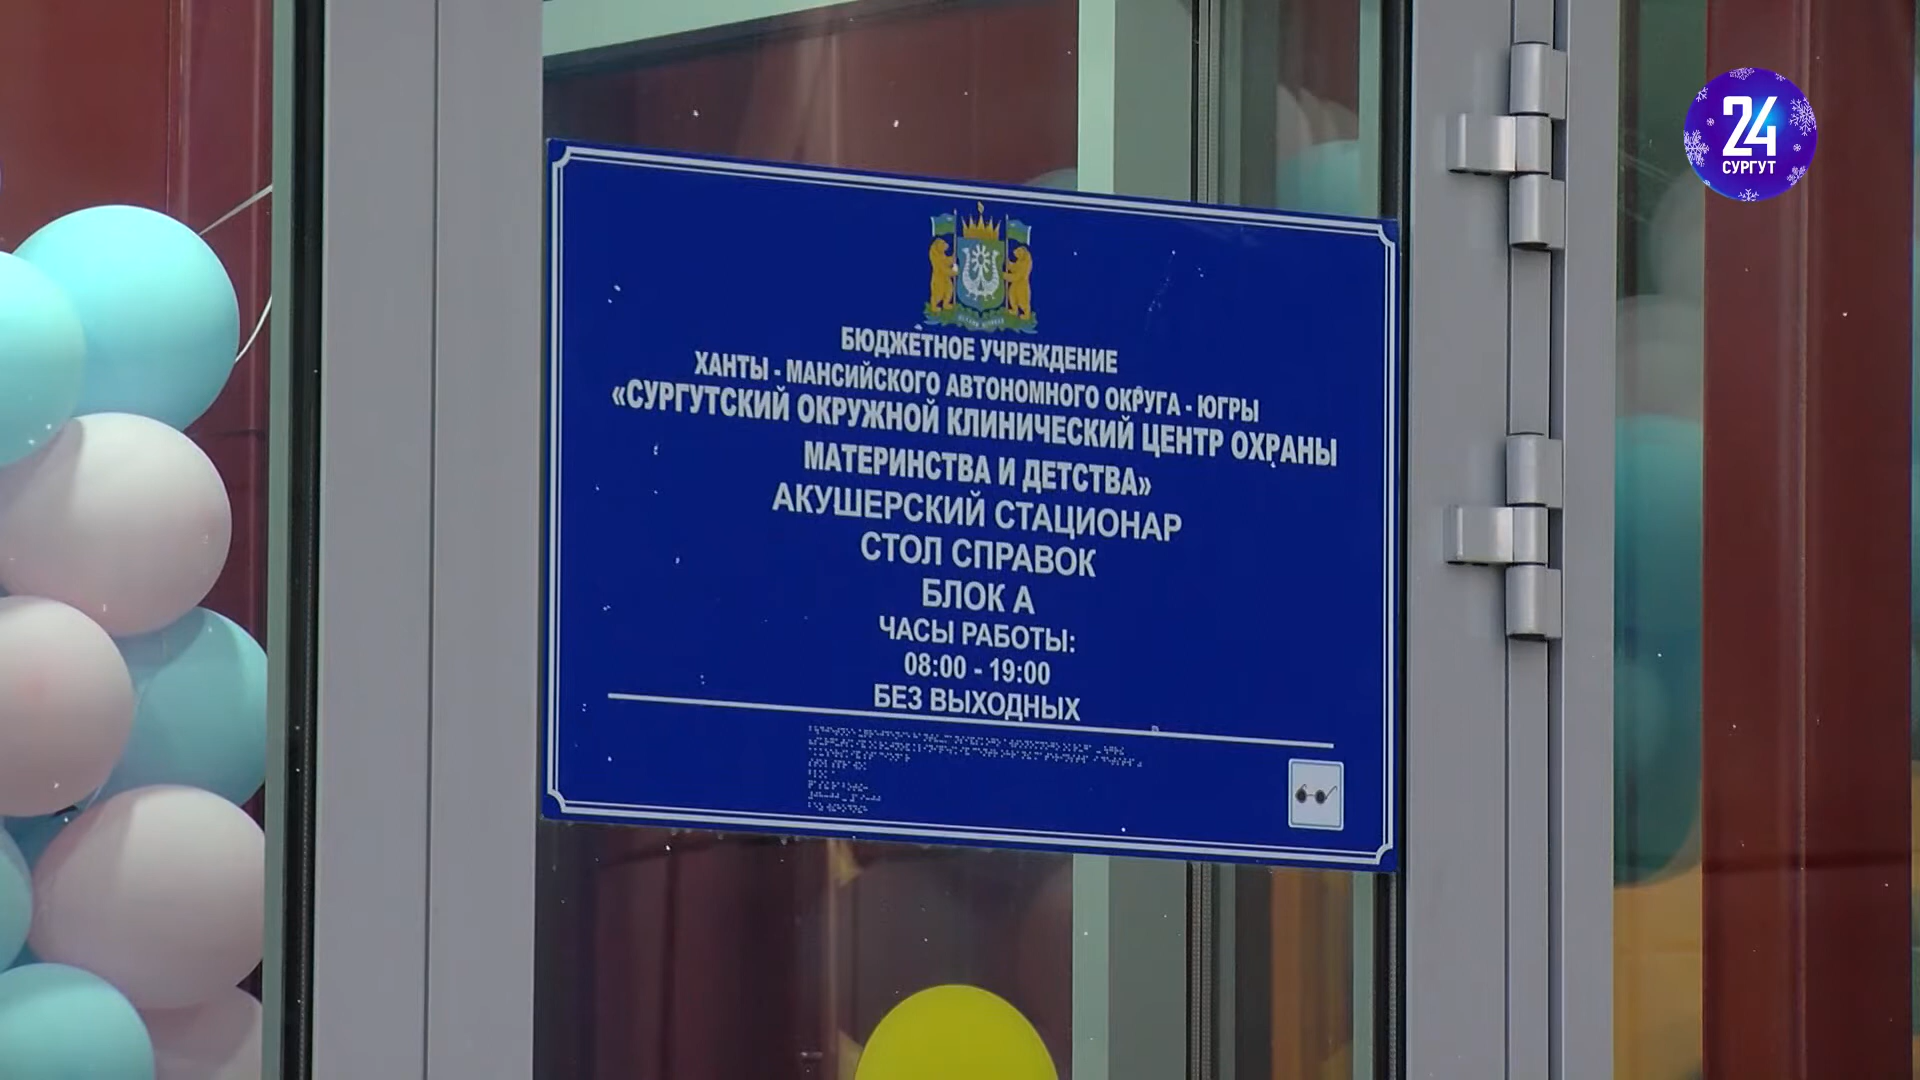 24
СУРГУТ
БЮДЖЕТНОЕ УЧРЕЖДЕНИЕ
ХАНТЫ - МАНСИЙСКОГО АВТОНОМНОГО ОКРУГА - ЮГРЫ
«СУРГУТСКИЙ ОКРУЖНОЙ КЛИНИЧЕСКИЙ ЦЕНТР ОХРАНЫ
МАТЕРИНСТВА И ДЕТСТВА»
АКУШЕРСКИЙ СТАЦИОНАР
СТОЛ СПРАВОК
БЛОК А
ЧАСЫ РАБОТЫ:
08:00 - 19:00
БЕЗ ВЫХОДНЫХ